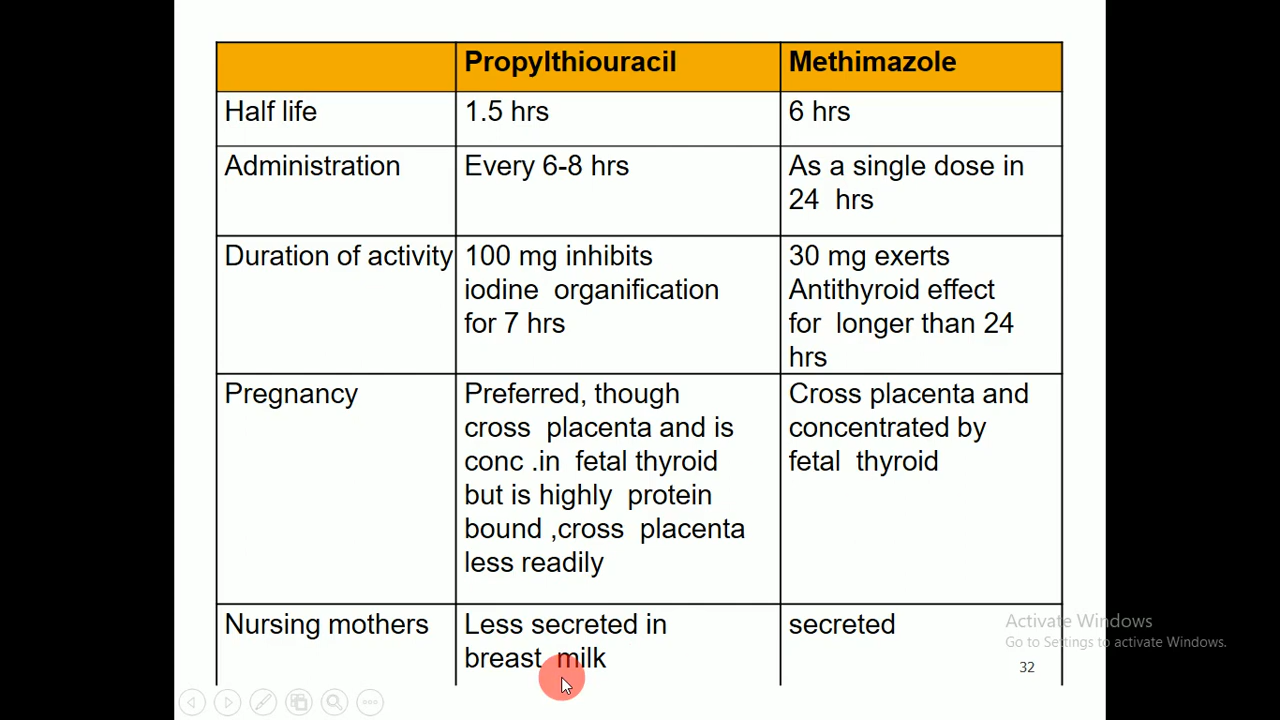 Propylthiouracil Methimazole
Half life 1.5 hrs 6 hrs
Administration Every 6-8 hrs As a single dose in
24 hrs
Duration of activity 100 mg inhibits 30 mg exerts
iodine organification Antithyroid effect
for 7 hrs for longer than 24
hrs
Pregnancy Preferred, though Cross placenta and
cross placenta and is concentrated by
conc .in fetal thyroid fetal thyroid
but is highly protein
bound ,cross placenta
less readily
Nursing mothers Less secreted in secreted
breast milk
Activate Windows
Go to Settings to activate Windows.
32